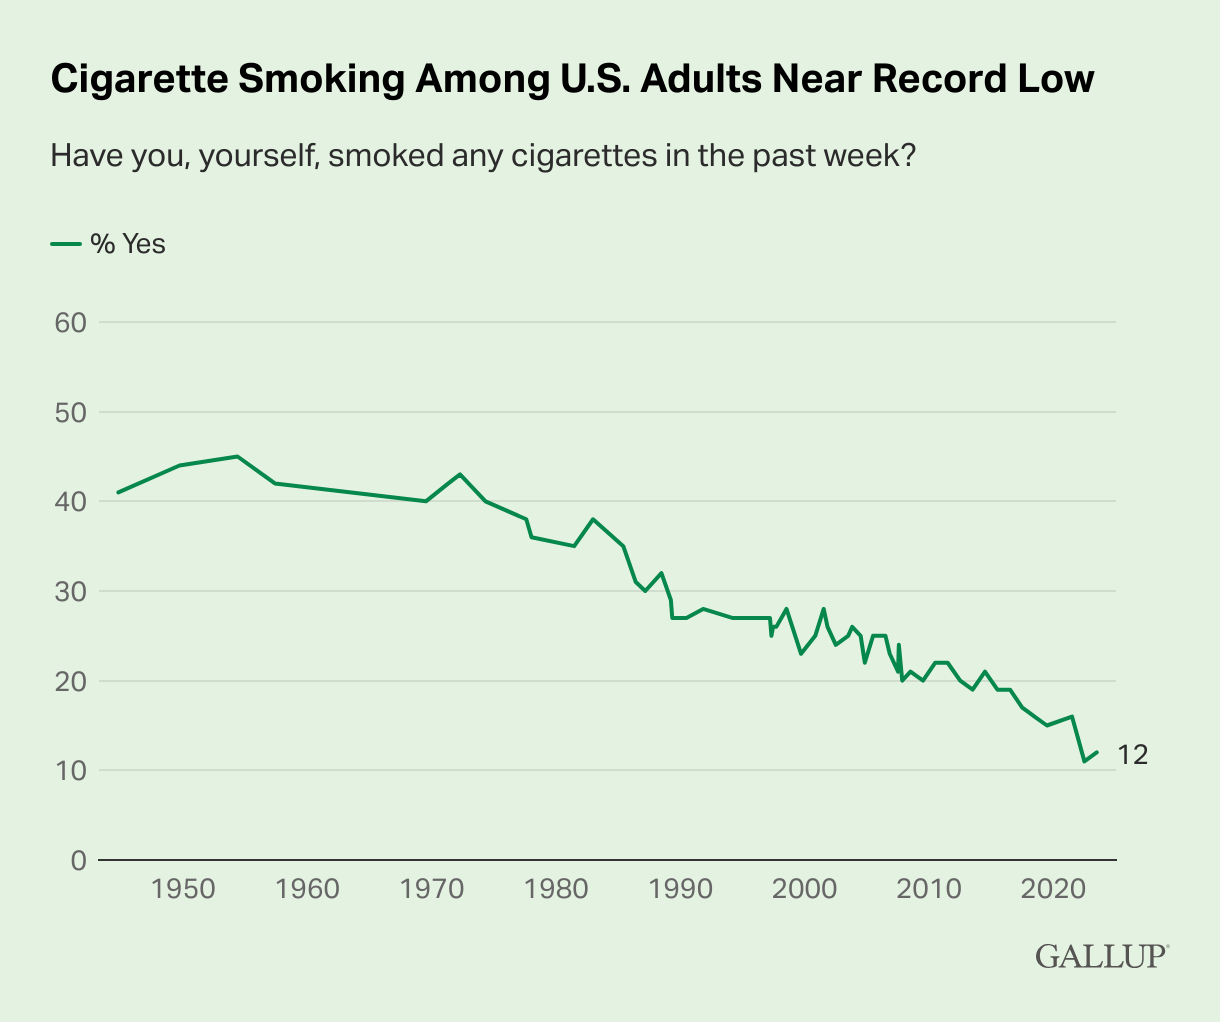 Cigarette Smoking Among U.S. Adults Near Record Low
Have you, yourself, smoked any cigarettes in the past week?
% Yes
60
50
40
30
20
10
0
12
1950 1960 1970 1980 1990 2000 2010 2020
GALLUP®